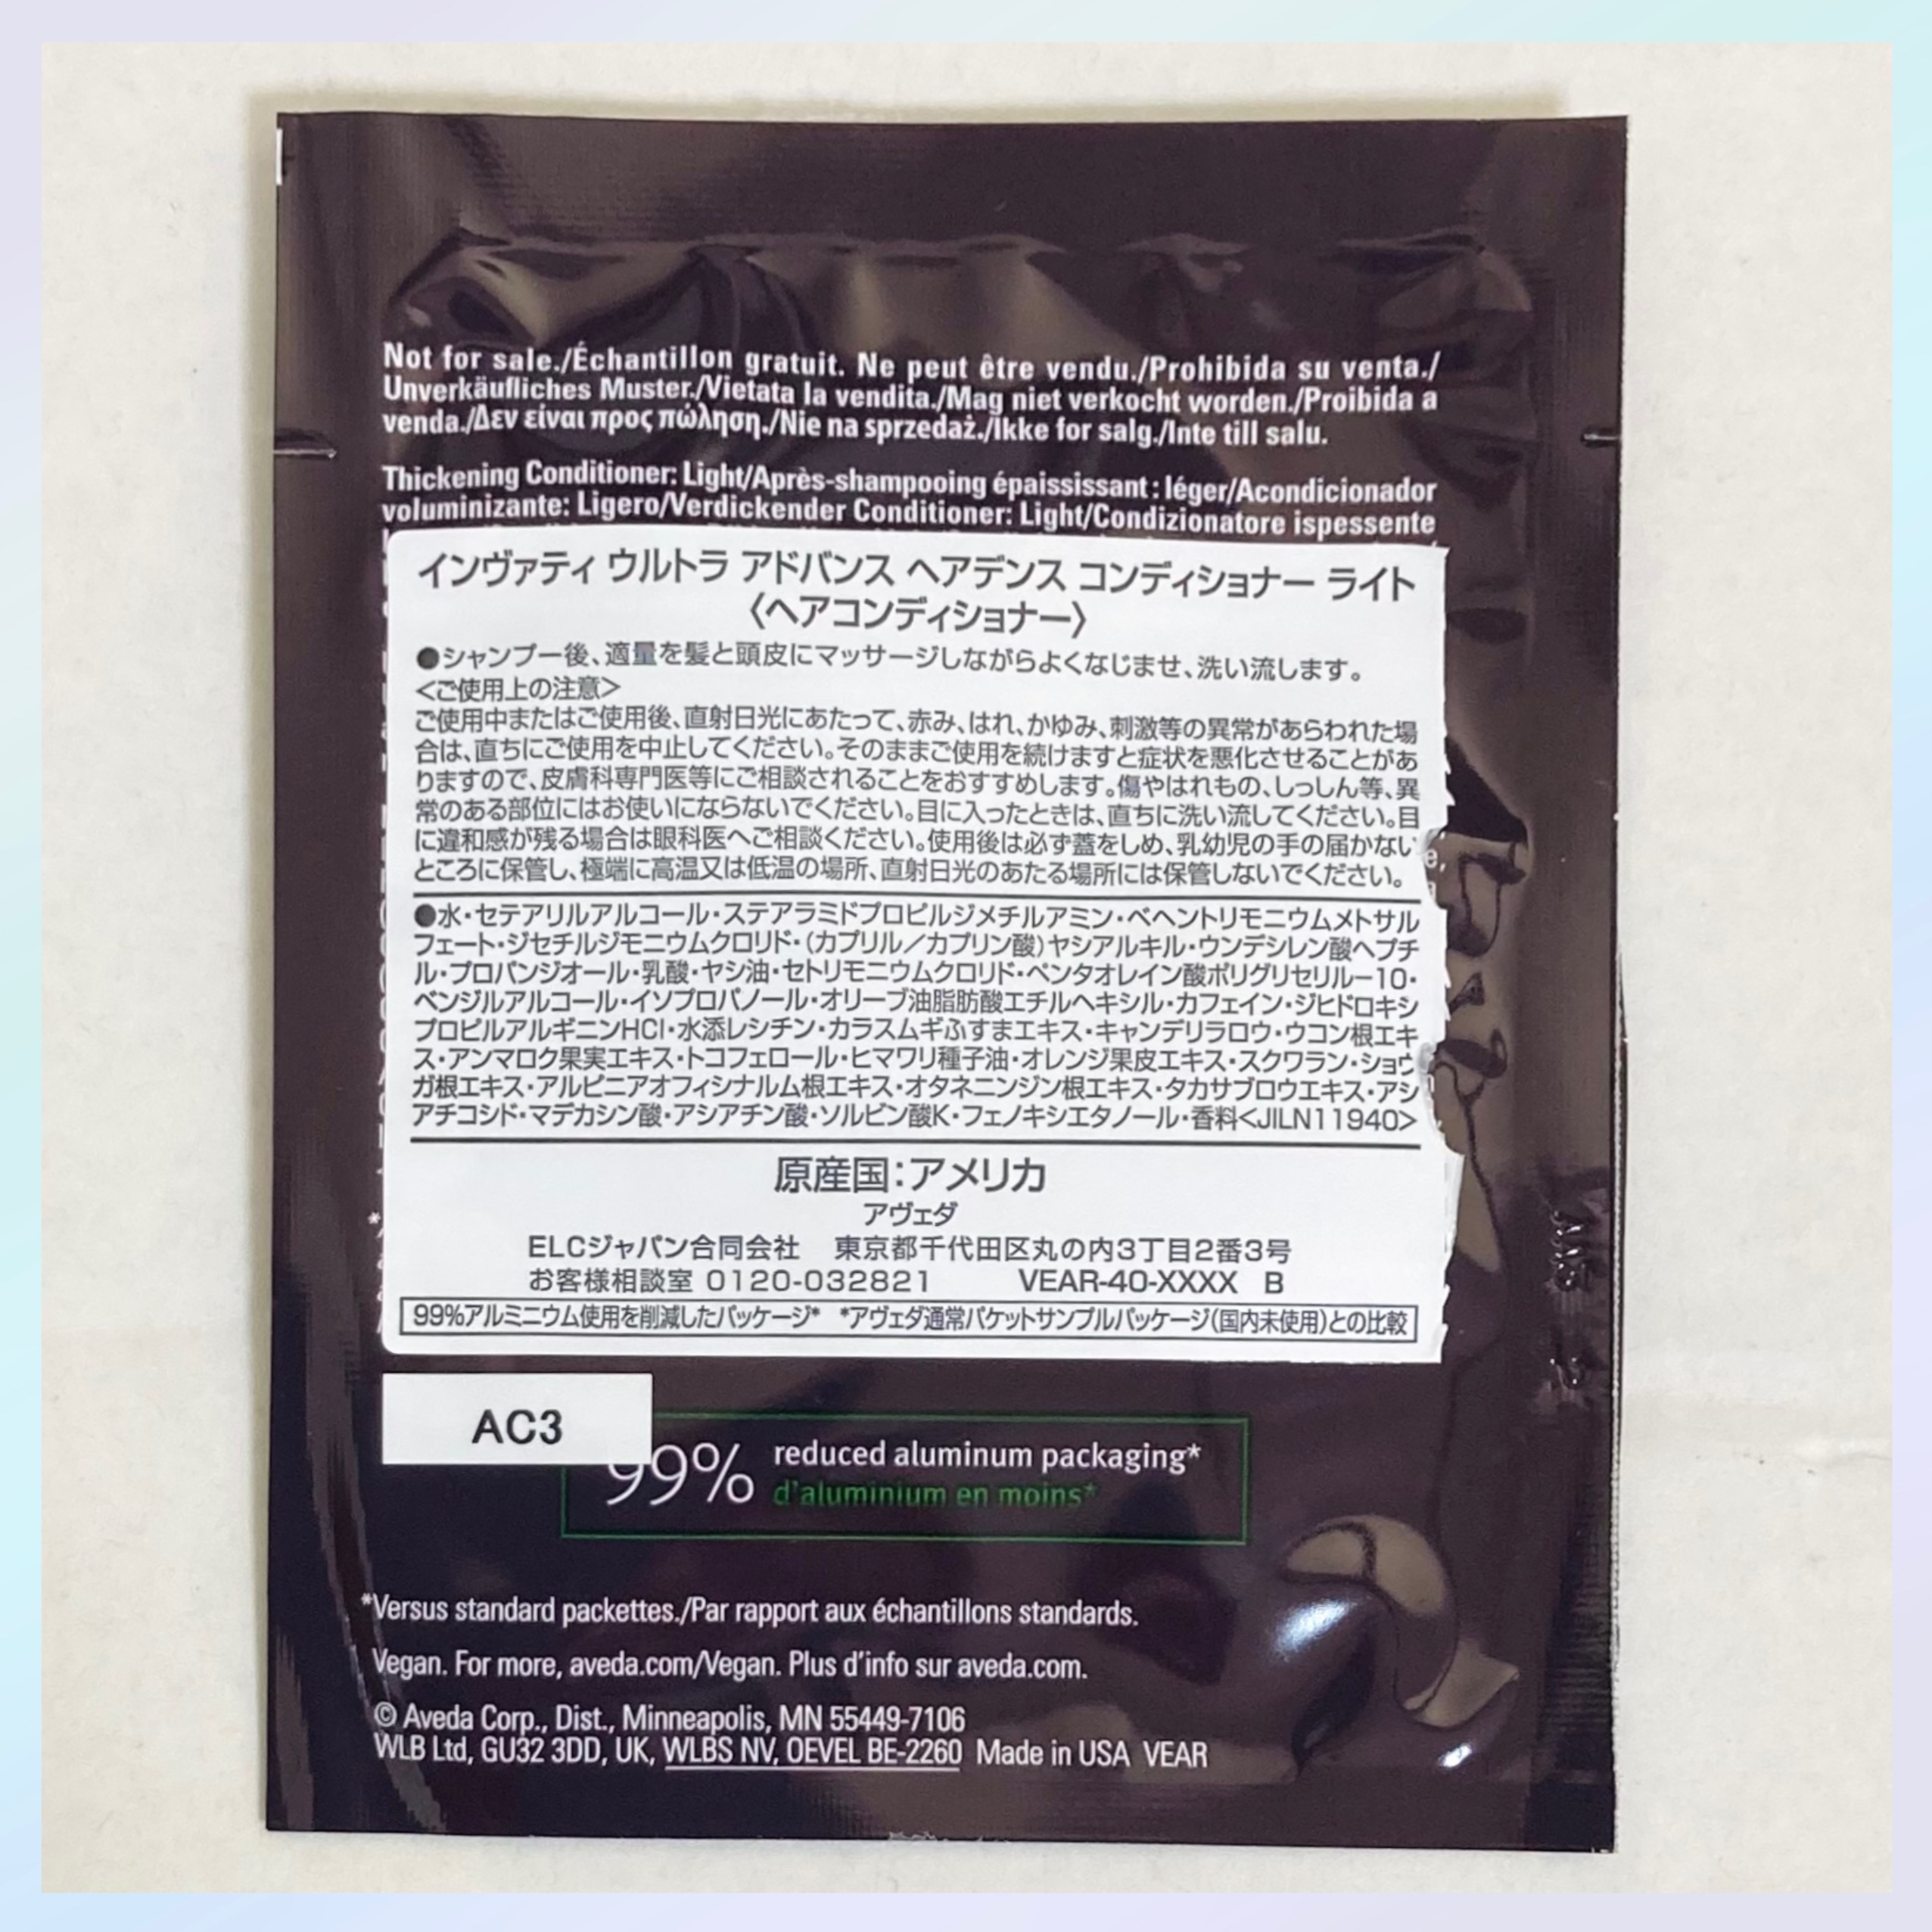 Not for sale./Échantillon gratuit. Ne peut être vendu./Prohibida su venta./
Unverkäufliches Muster./Vietata la vendita./Mag niet verkocht worden./Proibida a
venda./Δεν είναι προς πώληση./Nie na sprzedaż./Ikke for salg./Inte till salu.
Thickening Conditioner: Light/Après-shampooing épaississant : léger/Acondicionador
voluminizante: Ligero/Verdickender Conditioner: Light/Condizionatore ispessente
インヴァティ ウルトラ アドバンス ヘアデンス コンディショナー ライト
〈ヘアコンディショナー〉
●シャンプー後、適量を髪と頭皮にマッサージしながらよくなじませ、洗い流します。
＜ご使用上の注意＞
ご使用中またはご使用後、直射日光にあたって、赤み、はれ、かゆみ、刺激等の異常があらわれた場
合は、直ちにご使用を中止してください。そのままご使用を続けますと症状を悪化させることがあ
りますので、皮膚科専門医等にご相談されることをおすすめします。傷やはれもの、しっしん等、異
常のある部位にはお使いにならないでください。目に入ったときは、直ちに洗い流してください。目
に違和感が残る場合は眼科医へご相談ください。使用後は必ず蓋をしめ、乳幼児の手の届かない
ところに保管し、極端に高温又は低温の場所、直射日光のあたる場所には保管しないでください。
●水・セテアリルアルコール・ステアラミドプロピルジメチルアミン・ベヘントリモニウムメトサル
フェート・ジセチルジモニウムクロリド・（カプリル／カプリン酸）ヤシアルキル・ウンデシレン酸ヘプチ
ル・プロパンジオール・乳酸・ヤシ油・セトリモニウムクロリド・ペンタオレイン酸ポリグリセリル－10・
ベンジルアルコール・イソプロパノール・オリーブ油脂肪酸エチルヘキシル・カフェイン・ジヒドロキシ
プロピルアルギニンHCl・水添レシチン・カラスムギふすまエキス・キャンデリラロウ・ウコン根エキ
ス・アンマロク果実エキス・トコフェロール・ヒマワリ種子油・オレンジ果皮エキス・スクワラン・ショウ
ガ根エキス・アルピニアオフィシナルム根エキス・オタネニンジン根エキス・タカサブロウエキス・アシ
アチコシド・マデカシン酸・アシアチン酸・ソルビン酸K・フェノキシエタノール・香料<JILN11940>
原産国：アメリカ
アヴェダ
ELCジャパン合同会社　東京都千代田区丸の内3丁目2番3号
お客様相談室 0120-032821　VEAR-40-XXXX B
99%アルミニウム使用を削減したパッケージ* *アヴェダ通常パケットサンプルパッケージ（国内未使用）との比較
AC3
99% reduced aluminum packaging*
d'aluminium en moins*
*Versus standard packettes./Par rapport aux échantillons standards.
Vegan. For more, aveda.com/Vegan. Plus d'info sur aveda.com.
© Aveda Corp., Dist., Minneapolis, MN 55449-7106
WLB Ltd, GU32 3DD, UK, WLBS NV, OEVEL BE-2260 Made in USA VEAR